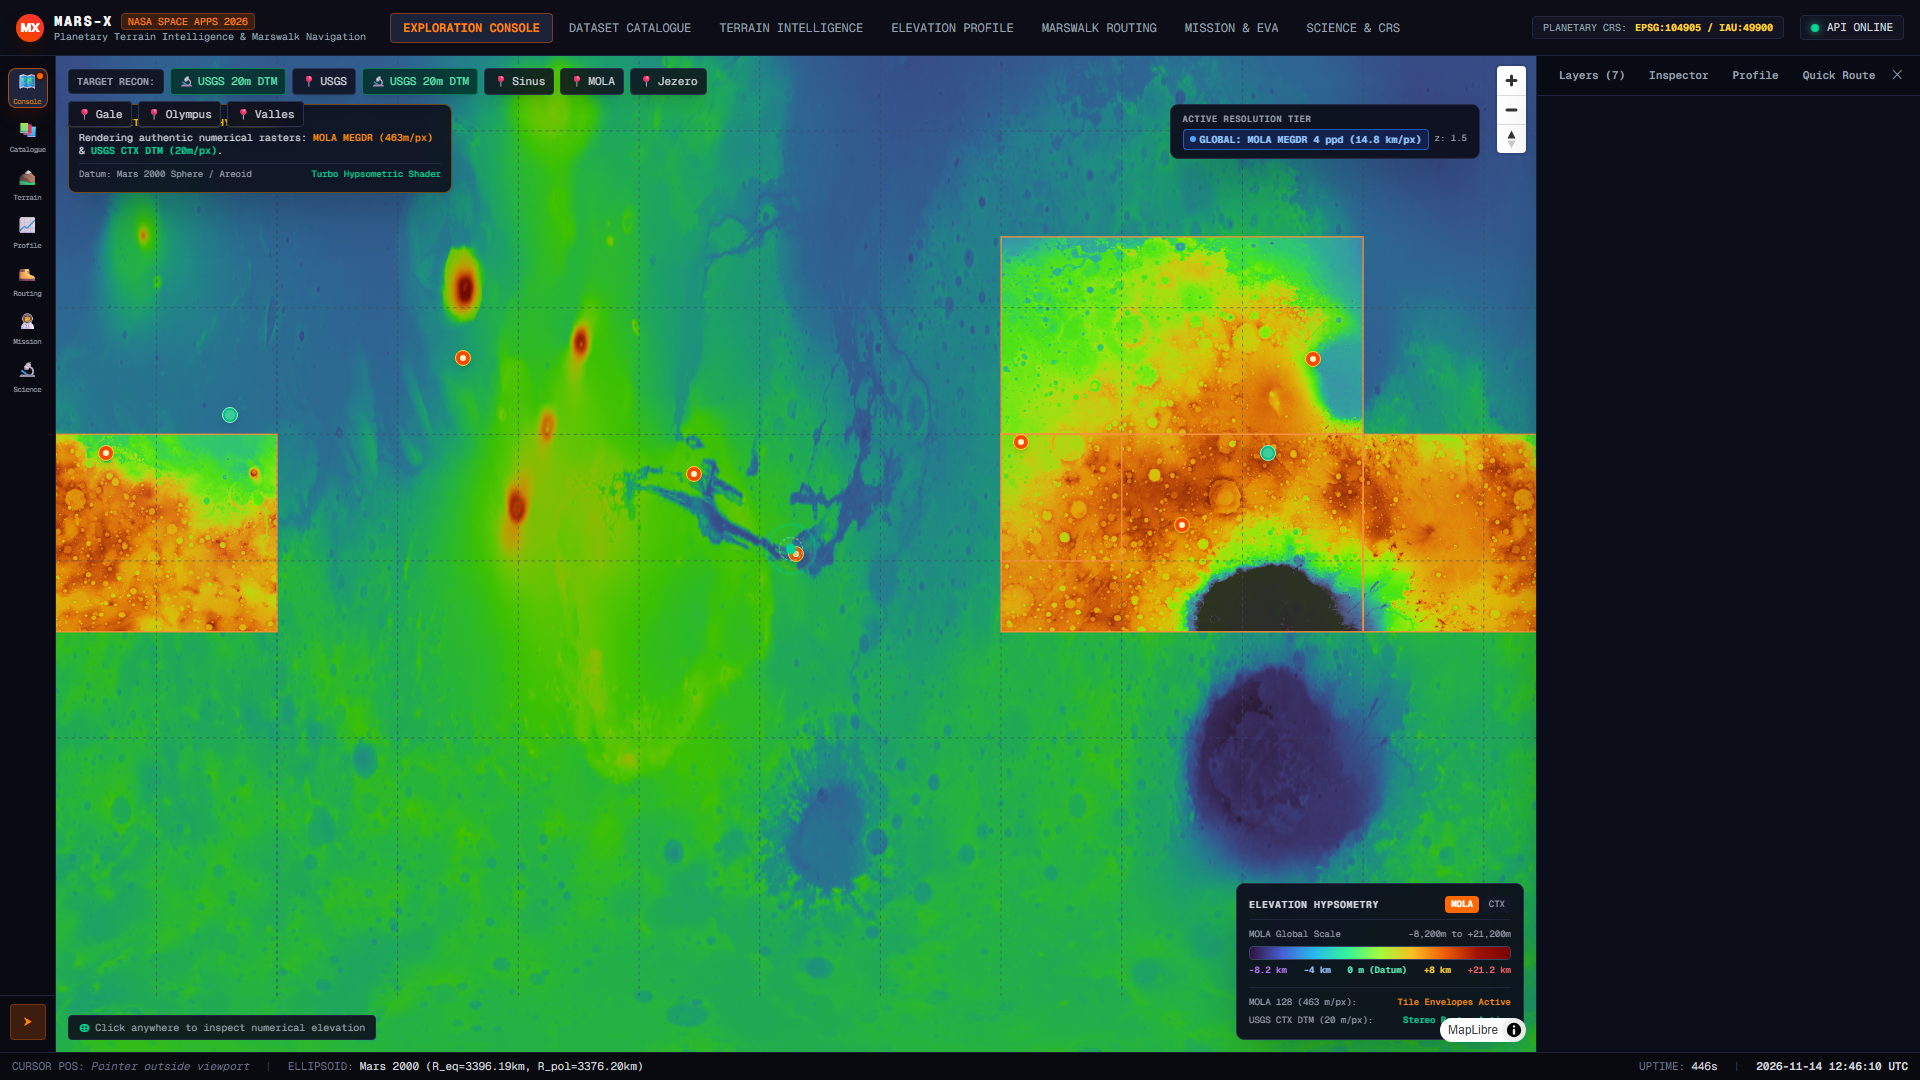 MX
MARS-X
NASA SPACE APPS 2026
Planetary Terrain Intelligence & Marswalk Navigation
EXPLORATION CONSOLE
DATASET CATALOGUE
TERRAIN INTELLIGENCE
ELEVATION PROFILE
MARSWALK ROUTING
MISSION & EVA
SCIENCE & CRS
PLANETARY CRS: EPSG:104905 / IAU:49900
API ONLINE
Console
Catalogue
Terrain
Profile
Routing
Mission
Science
TARGET RECON:
USGS 20m DTM
USGS
USGS 20m DTM
Sinus
MOLA
Jezero
Gale
Olympus
Valles
Rendering authentic numerical rasters: MOLA MEGDR (463m/px)
& USGS CTX DTM (20m/px).
Datum: Mars 2000 Sphere / Areoid
Turbo Hypsometric Shader
ACTIVE RESOLUTION TIER
GLOBAL: MOLA MEGDR 4 ppd (14.8 km/px)
z: 1.5
Layers (7)
Inspector
Profile
Quick Route
ELEVATION HYPSOMETRY
MOLA
CTX
MOLA Global Scale
-8,200m to +21,200m
-8.2 km
-4 km
0 m (Datum)
+8 km
+21.2 km
MOLA 128 (463 m/px):
Tile Envelopes Active
USGS CTX DTM (20 m/px):
Stereo
MapLibre
Click anywhere to inspect numerical elevation
CURSOR POS: Pointer outside viewport
ELLIPSOID: Mars 2000 (R_eq=3396.19km, R_pol=3376.20km)
UPTIME: 446s
2026-11-14 12:46:10 UTC